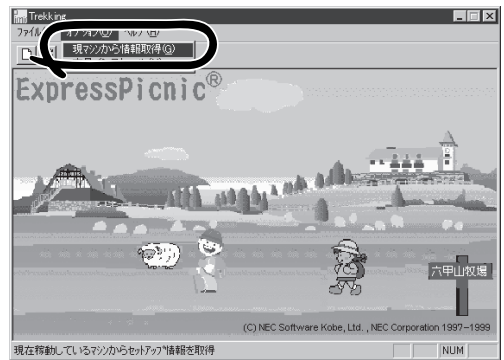 Trekking
ファイル オプション(O) ヘルプ(H)
現マシンから情報取得(G)
ExpressPicnic®
六甲山牧場
(C) NEC Software Kobe, Ltd. , NEC Corporation 1997-1999
現在稼動しているマシンからセットアップ情報を取得
NUM